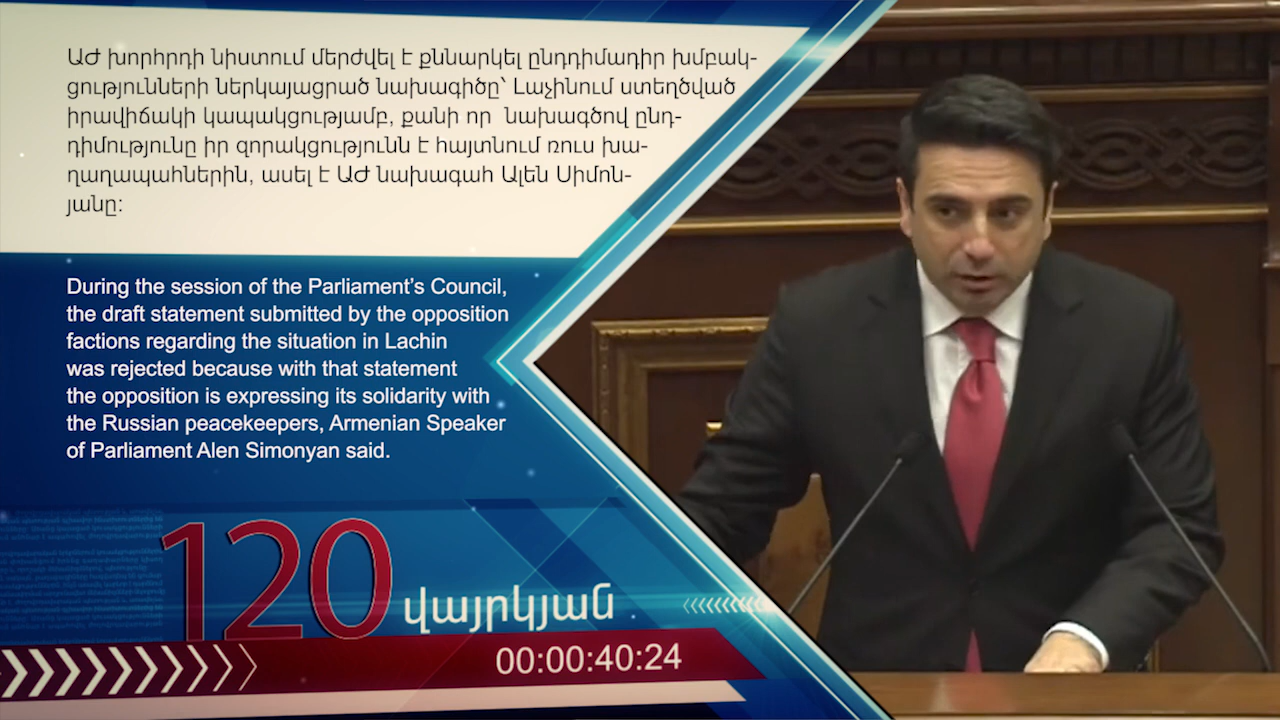 ԱԺ խորհրդի նիստում մերժվել է քննարկել ընդդիմադիր խմբակ-
ցությունների ներկայացրած նախագիծը՝ Լաչինում ստեղծված
իրավիճակի կապակցությամբ, քանի որ նախագծով ընդ-
դիմությունը իր զորակցությունն է հայտնում ռուս խա-
ղաղապահներին, ասել է ԱԺ նախագահ Ալեն Սիմոն-
յանը։
During the session of the Parliament’s Council,
the draft statement submitted by the opposition
factions regarding the situation in Lachin
was rejected because with that statement
the opposition is expressing its solidarity with
the Russian peacekeepers, Armenian Speaker
of Parliament Alen Simonyan said.
120 վայրկյան
00:00:40:24